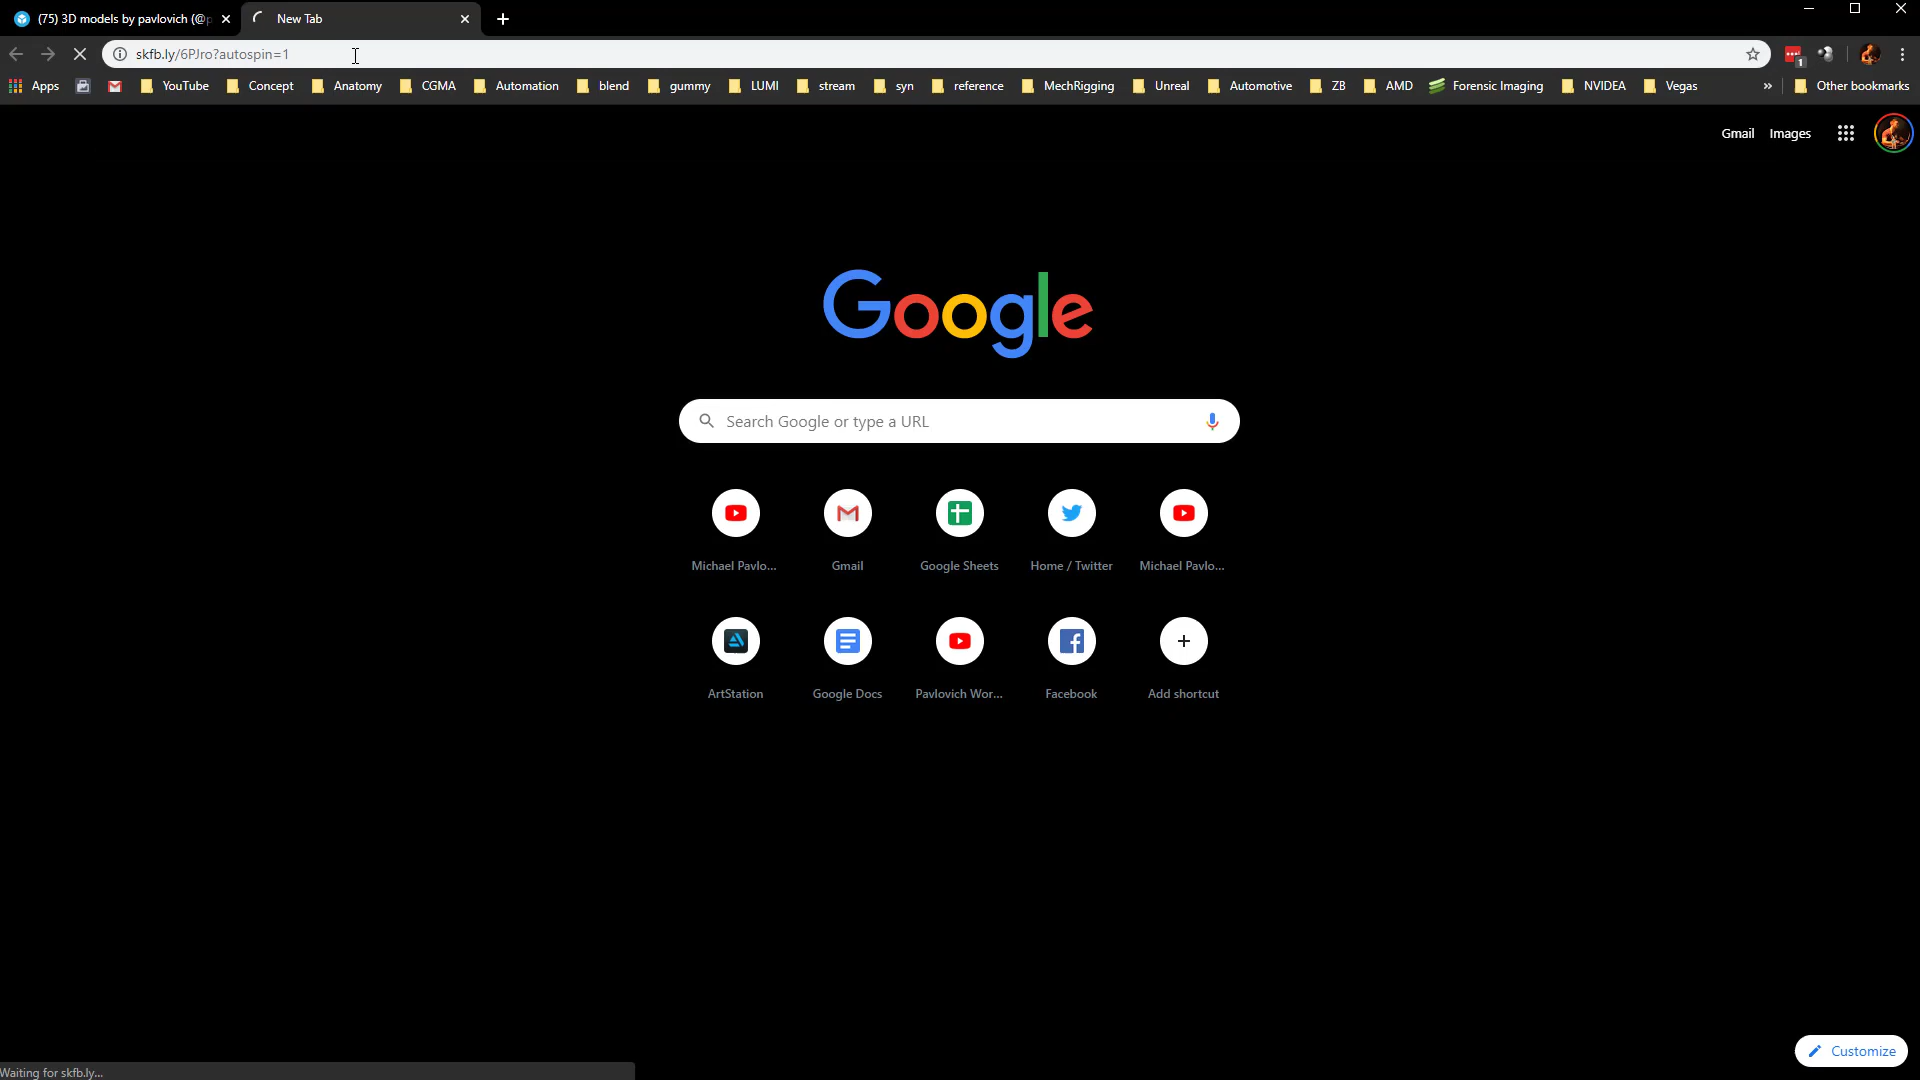 (75) 3D models by pavlovich (@p
New Tab
skfb.ly/6PJro?autospin=1
1
Apps
YouTube
Concept
Anatomy
CGMA
Automation
blend
gummy
LUMI
stream
syn
reference
MechRigging
Unreal
Automotive
ZB
AMD
Forensic Imaging
NVIDEA
Vegas
»
Other bookmarks
Gmail
Images
Google
Search Google or type a URL
Michael Pavlo...
Gmail
Google Sheets
Home / Twitter
Michael Pavlo...
ArtStation
Google Docs
Pavlovich Wor...
Facebook
Add shortcut
Customize
Waiting for skfb.ly...